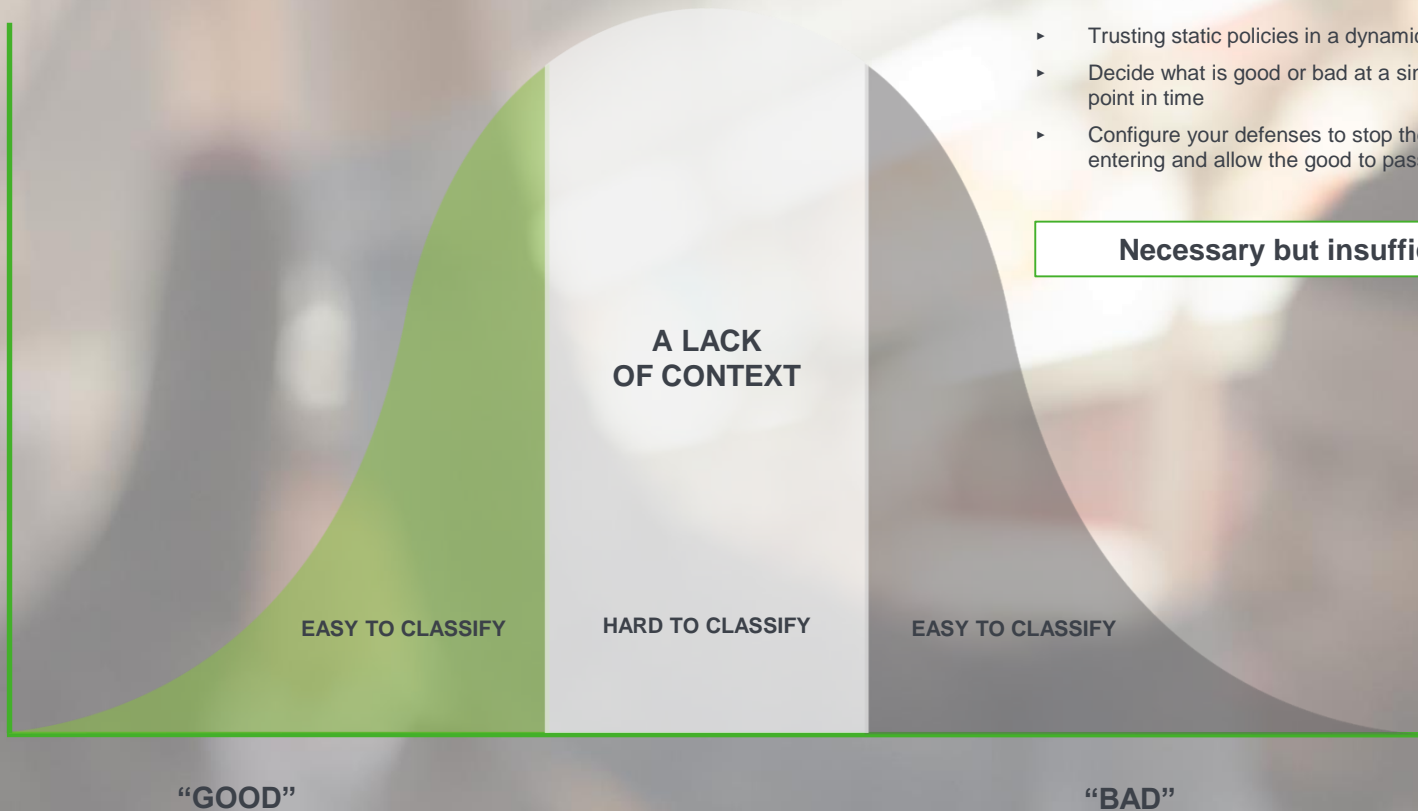 Trusting static policies in a dynamic
Decide what is good or bad at a
point in time
Configure your defenses to stop
entering and allow the good to
Necessary but
A LACK
OF CONTEXT
EASY TO CLASSIFY
HARD TO CLASSIFY
EASY TO CLASSIFY
“GOOD”
“BAD”